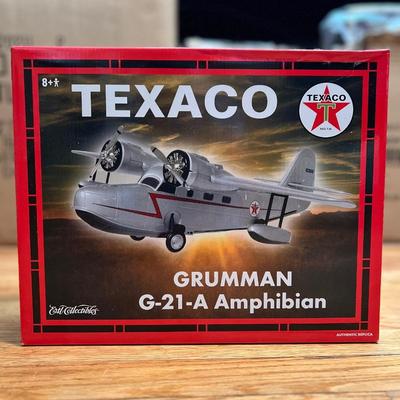 8+
TEXACO
TEXACO
T
GRUMMAN
G-21-A Amphibian
Ertl Collectibles
AUTHENTIC REPLICA